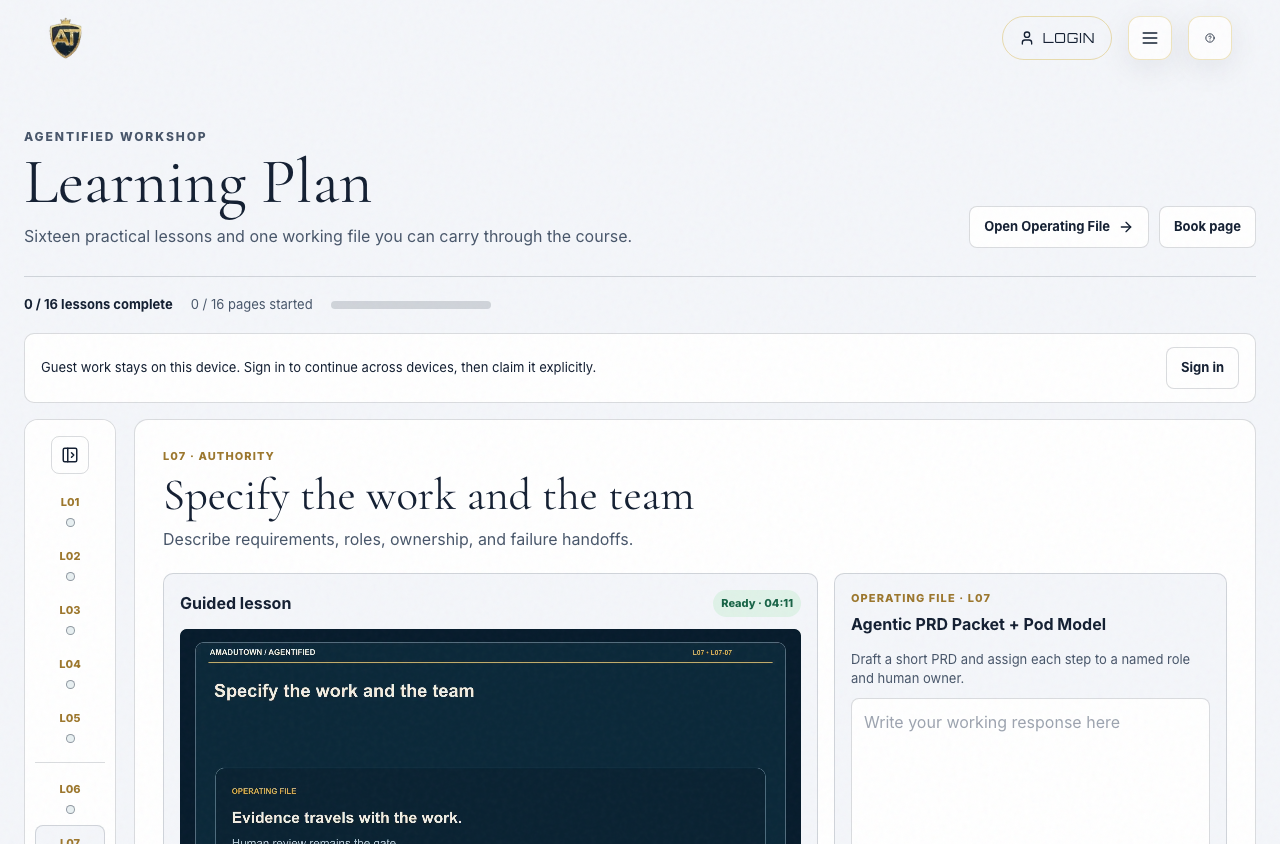 AT
LOGIN
AGENTIFIED WORKSHOP
Learning Plan
Sixteen practical lessons and one working file you can carry through the course.
Open Operating File
Book page
0 / 16 lessons complete
0 / 16 pages started
Guest work stays on this device. Sign in to continue across devices, then claim it explicitly.
Sign in
L01
L02
L03
L04
L05
L06
L07
L07 · AUTHORITY
Specify the work and the team
Describe requirements, roles, ownership, and failure handoffs.
Guided lesson
Ready · 04:11
AMADUTOWN / AGENTIFIED
L07 • L07-07
Specify the work and the team
OPERATING FILE
Evidence travels with the work.
Human review remains the gate.
OPERATING FILE · L07
Agentic PRD Packet + Pod Model
Draft a short PRD and assign each step to a named role
and human owner.
Write your working response here